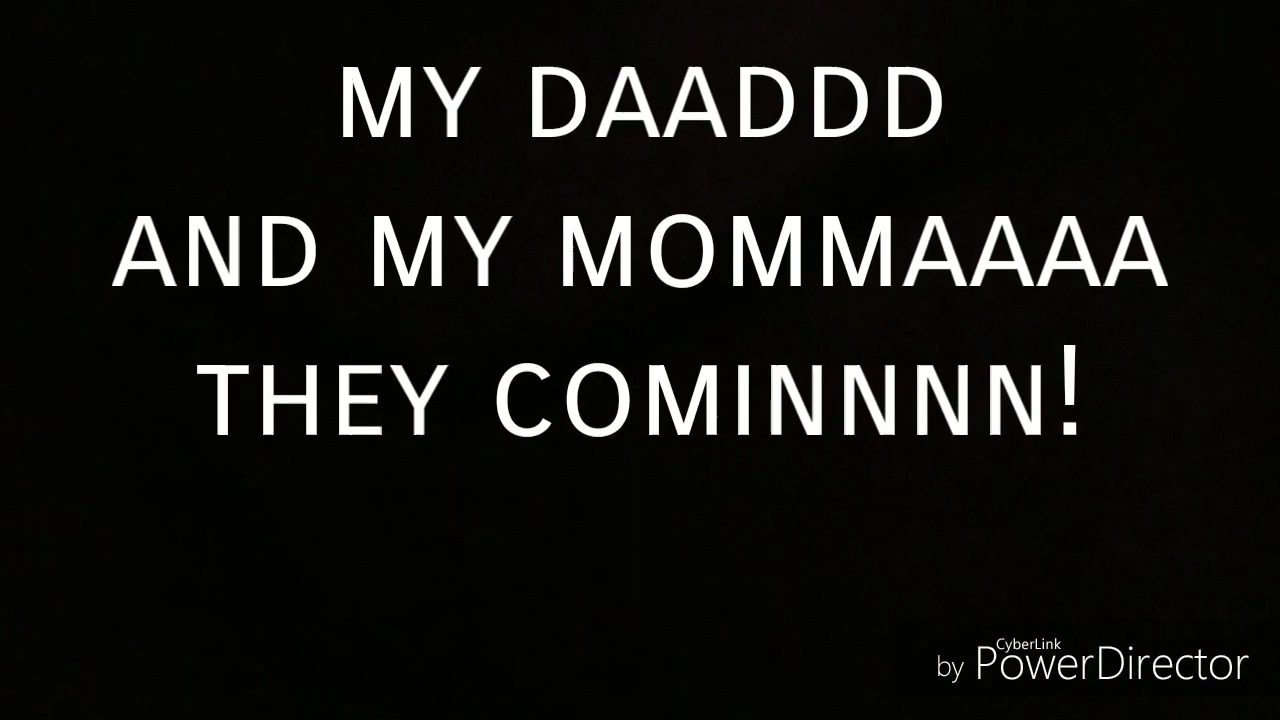 MY DAADDD
AND MY MOMMAAAA
THEY COMINNNN!
by CyberLink PowerDirector